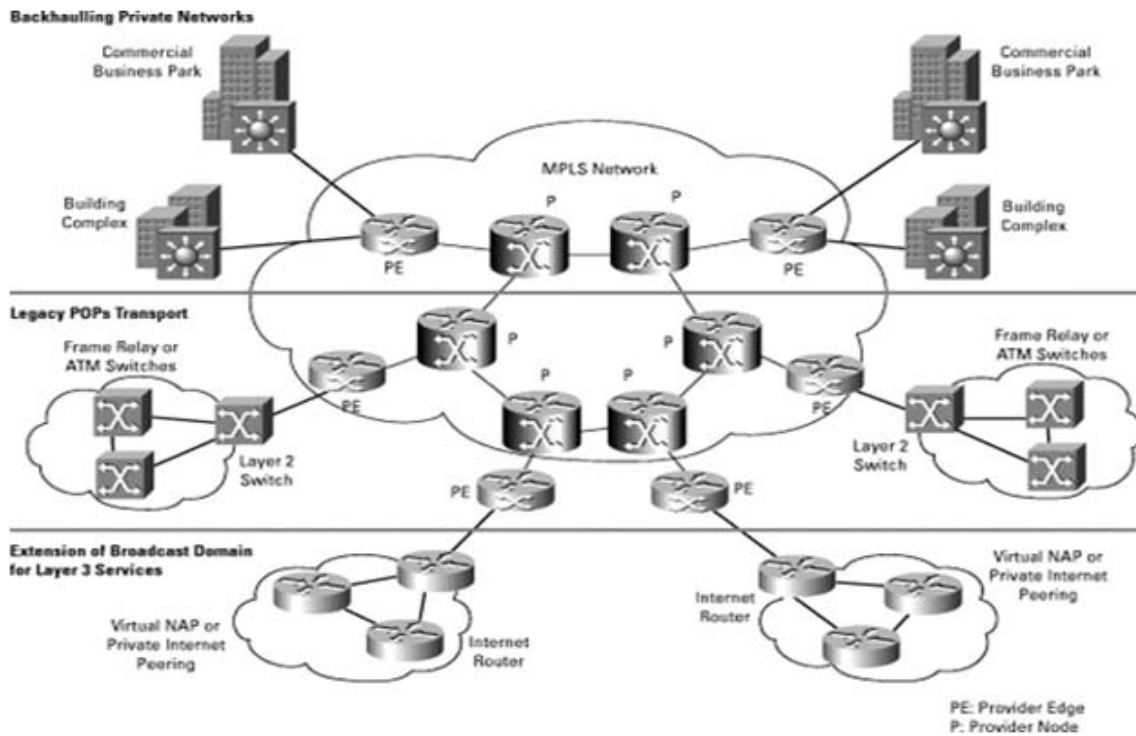 Backhaulling Private Networks
Commercial
Business Park
Commercial
Business Park
MPLS Network
Building
Complex
P
P
Building
Complex
PE
PE
Legacy POPs Transport
P
P
Frame Relay or
ATM Switches
Frame Relay or
ATM Switches
P
P
PE
PE
Layer 2
Switch
Layer 2
Switch
PE
PE
Extension of Broadcast Domain
for Layer 3 Services
Virtual NAP or
Private Internet
Peering
Internet
Router
Virtual NAP or
Private Internet
Peering
Internet
Router
PE: Provider Edge
P: Provider Node